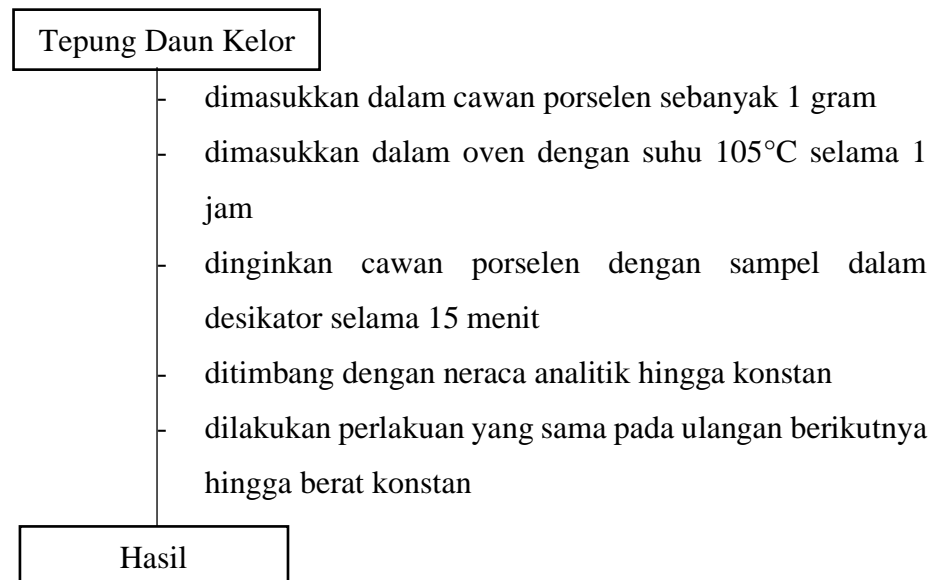 Tepung Daun Kelor
- dimasukkan dalam cawan porselen sebanyak 1 gram
- dimasukkan dalam oven dengan suhu 105°C selama 1
jam
- dinginkan cawan porselen dengan sampel dalam
desikator selama 15 menit
- ditimbang dengan neraca analitik hingga konstan
- dilakukan perlakuan yang sama pada ulangan berikutnya
hingga berat konstan
Hasil